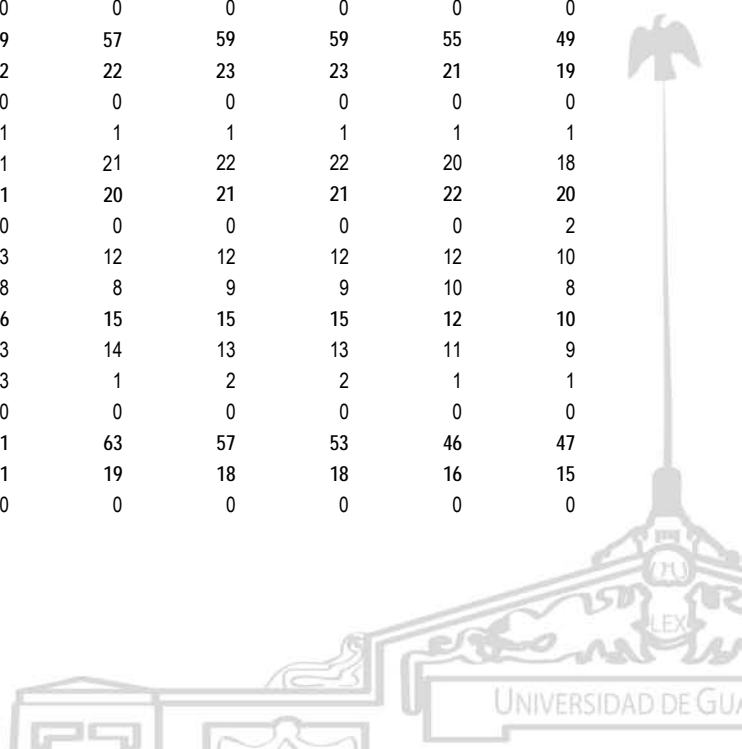 0 0 0 0 0 0
9 57 59 59 55 49
2 22 23 23 21 19
0 0 0 0 0 0
1 1 1 1 1 1
1 21 22 22 20 18
1 20 21 21 22 20
0 0 0 0 0 2
3 12 12 12 12 10
8 8 9 9 10 8
6 15 15 15 12 10
3 14 13 13 11 9
3 1 2 2 1 1
0 0 0 0 0 0
1 63 57 53 46 47
1 19 18 18 16 15
0 0 0 0 0 0
LEX
UNIVERSIDAD DE GUA